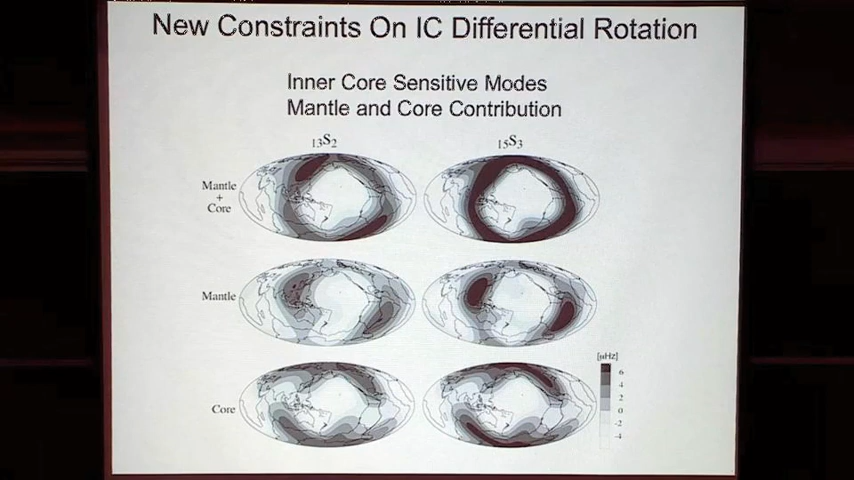 New Constraints On IC Differential Rotation
Inner Core Sensitive Modes
Mantle and Core Contribution
13S2
15S3
Mantle
+
Core
Mantle
Core
[µHz]
6
4
2
0
-2
-4